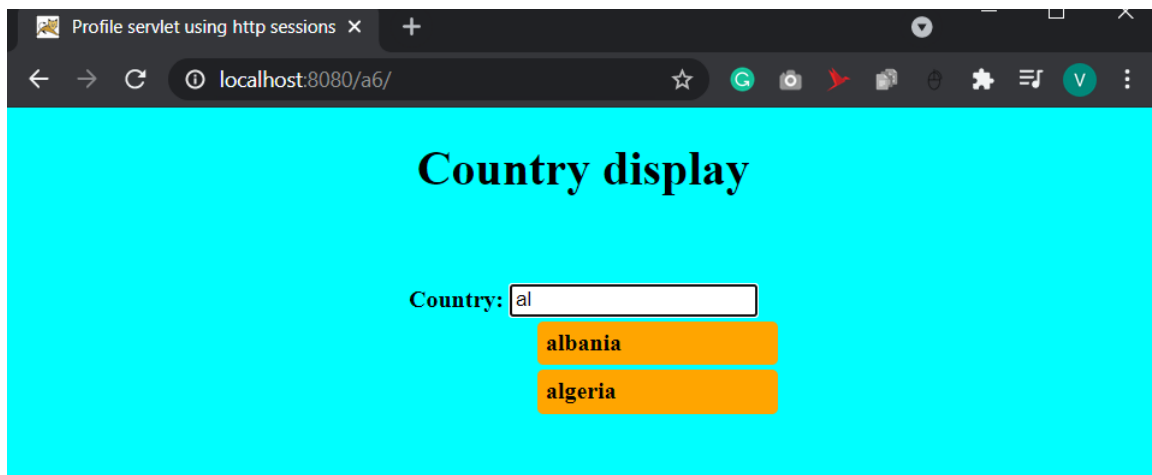 Profile servlet using http sessions
localhost:8080/a6/
V
Country display
Country: al
albania
algeria